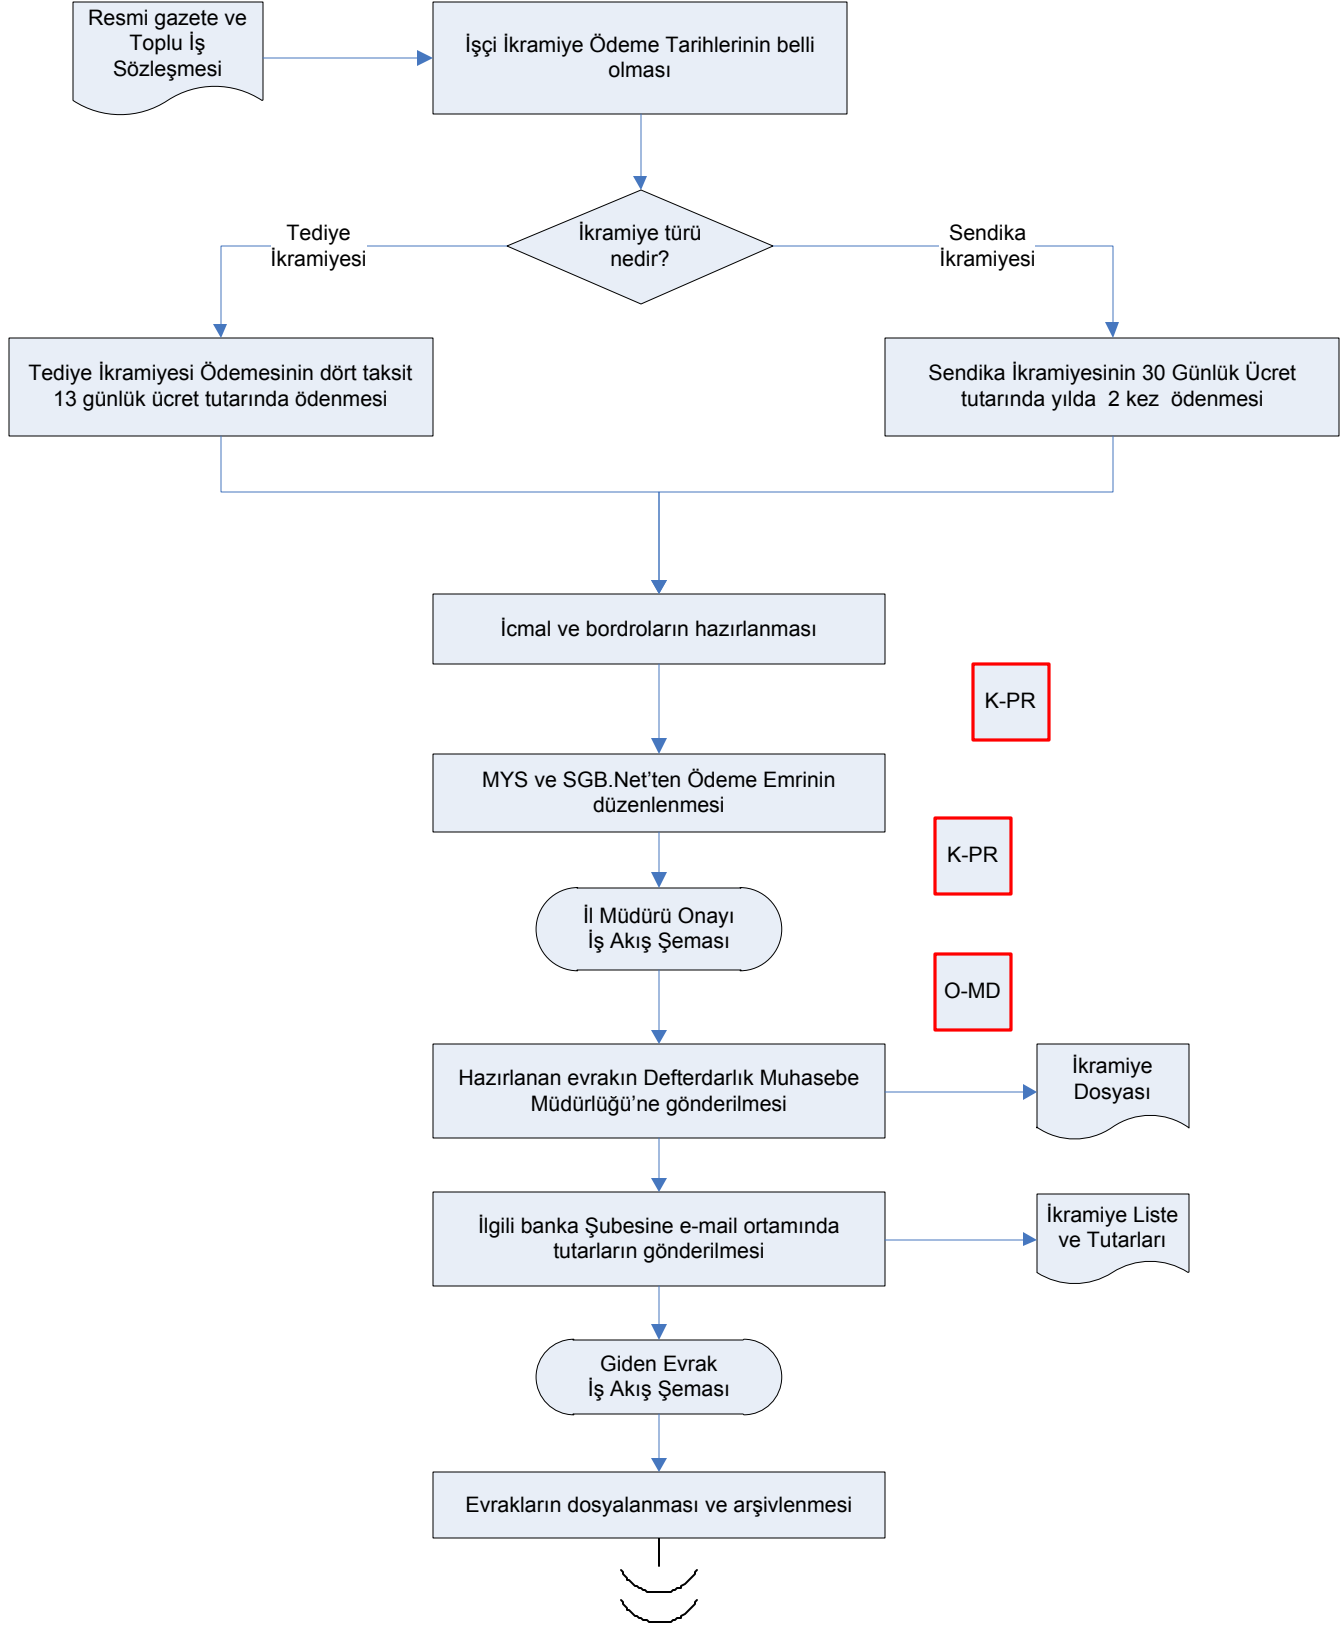 Resmi gazete ve
Toplu İş
Sözleşmesi
İşçi İkramiye Ödeme Tarihlerinin belli
olması
İkramiye türü
nedir?
Tediye
İkramiyesi
Sendika
İkramiyesi
Tediye İkramiyesi Ödemesinin dört taksit
13 günlük ücret tutarında ödenmesi
Sendika İkramiyesinin 30 Günlük Ücret
tutarında yılda 2 kez ödenmesi
İcmal ve bordroların hazırlanması
K-PR
MYS ve SGB.Net’ten Ödeme Emrinin
düzenlenmesi
K-PR
İl Müdürü Onayı
İş Akış Şeması
O-MD
Hazırlanan evrakın Defterdarlık Muhasebe
Müdürlüğü’ne gönderilmesi
İkramiye
Dosyası
İlgili banka Şubesine e-mail ortamında
tutarların gönderilmesi
İkramiye Liste
ve Tutarları
Giden Evrak
İş Akış Şeması
Evrakların dosyalanması ve arşivlenmesi